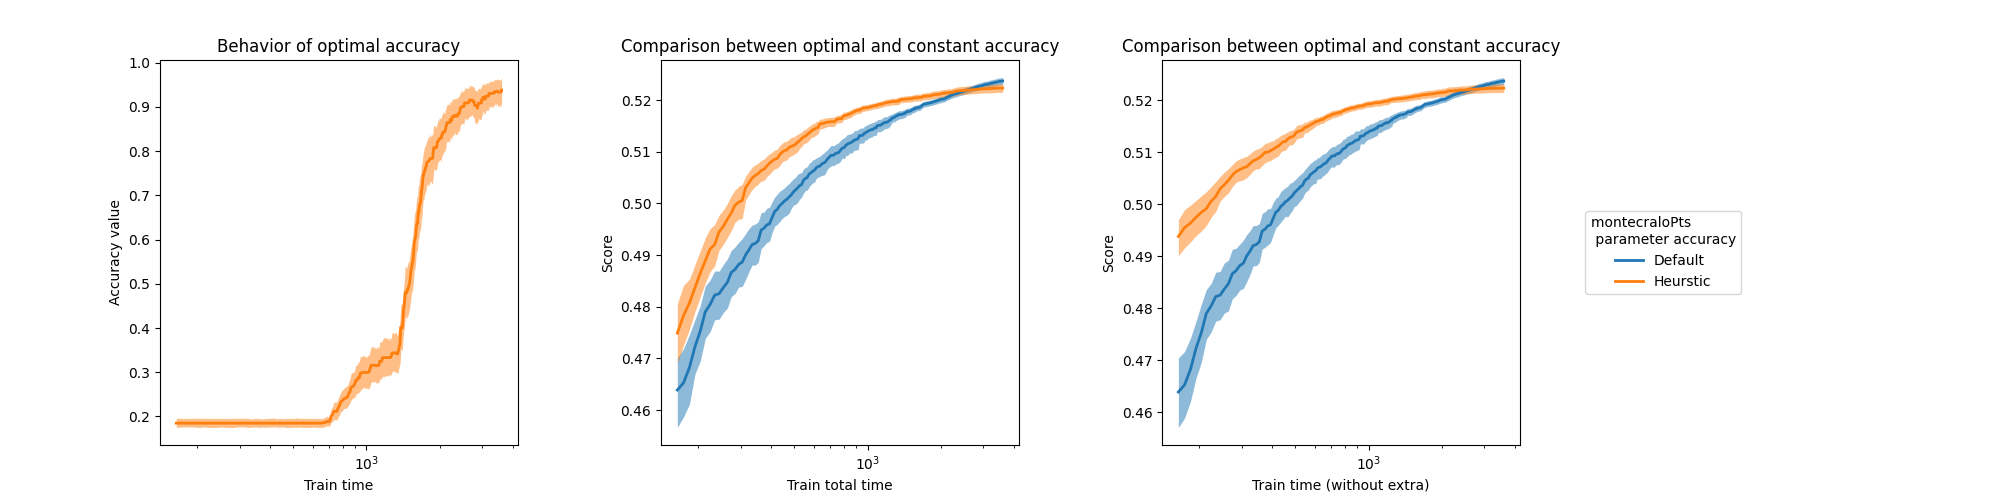 Behavior of optimal accuracy
1.0
0.9
0.8
0.7
0.6
0.5
0.4
0.3
0.2
Accuracy value
10³
Train time
Comparison between optimal and constant accuracy
0.52
0.51
0.50
0.49
0.48
0.47
0.46
Score
10³
Train total time
Comparison between optimal and constant accuracy
0.52
0.51
0.50
0.49
0.48
0.47
0.46
Score
10³
Train time (without extra)
montecraloPts
parameter accuracy
Default
Heurstic